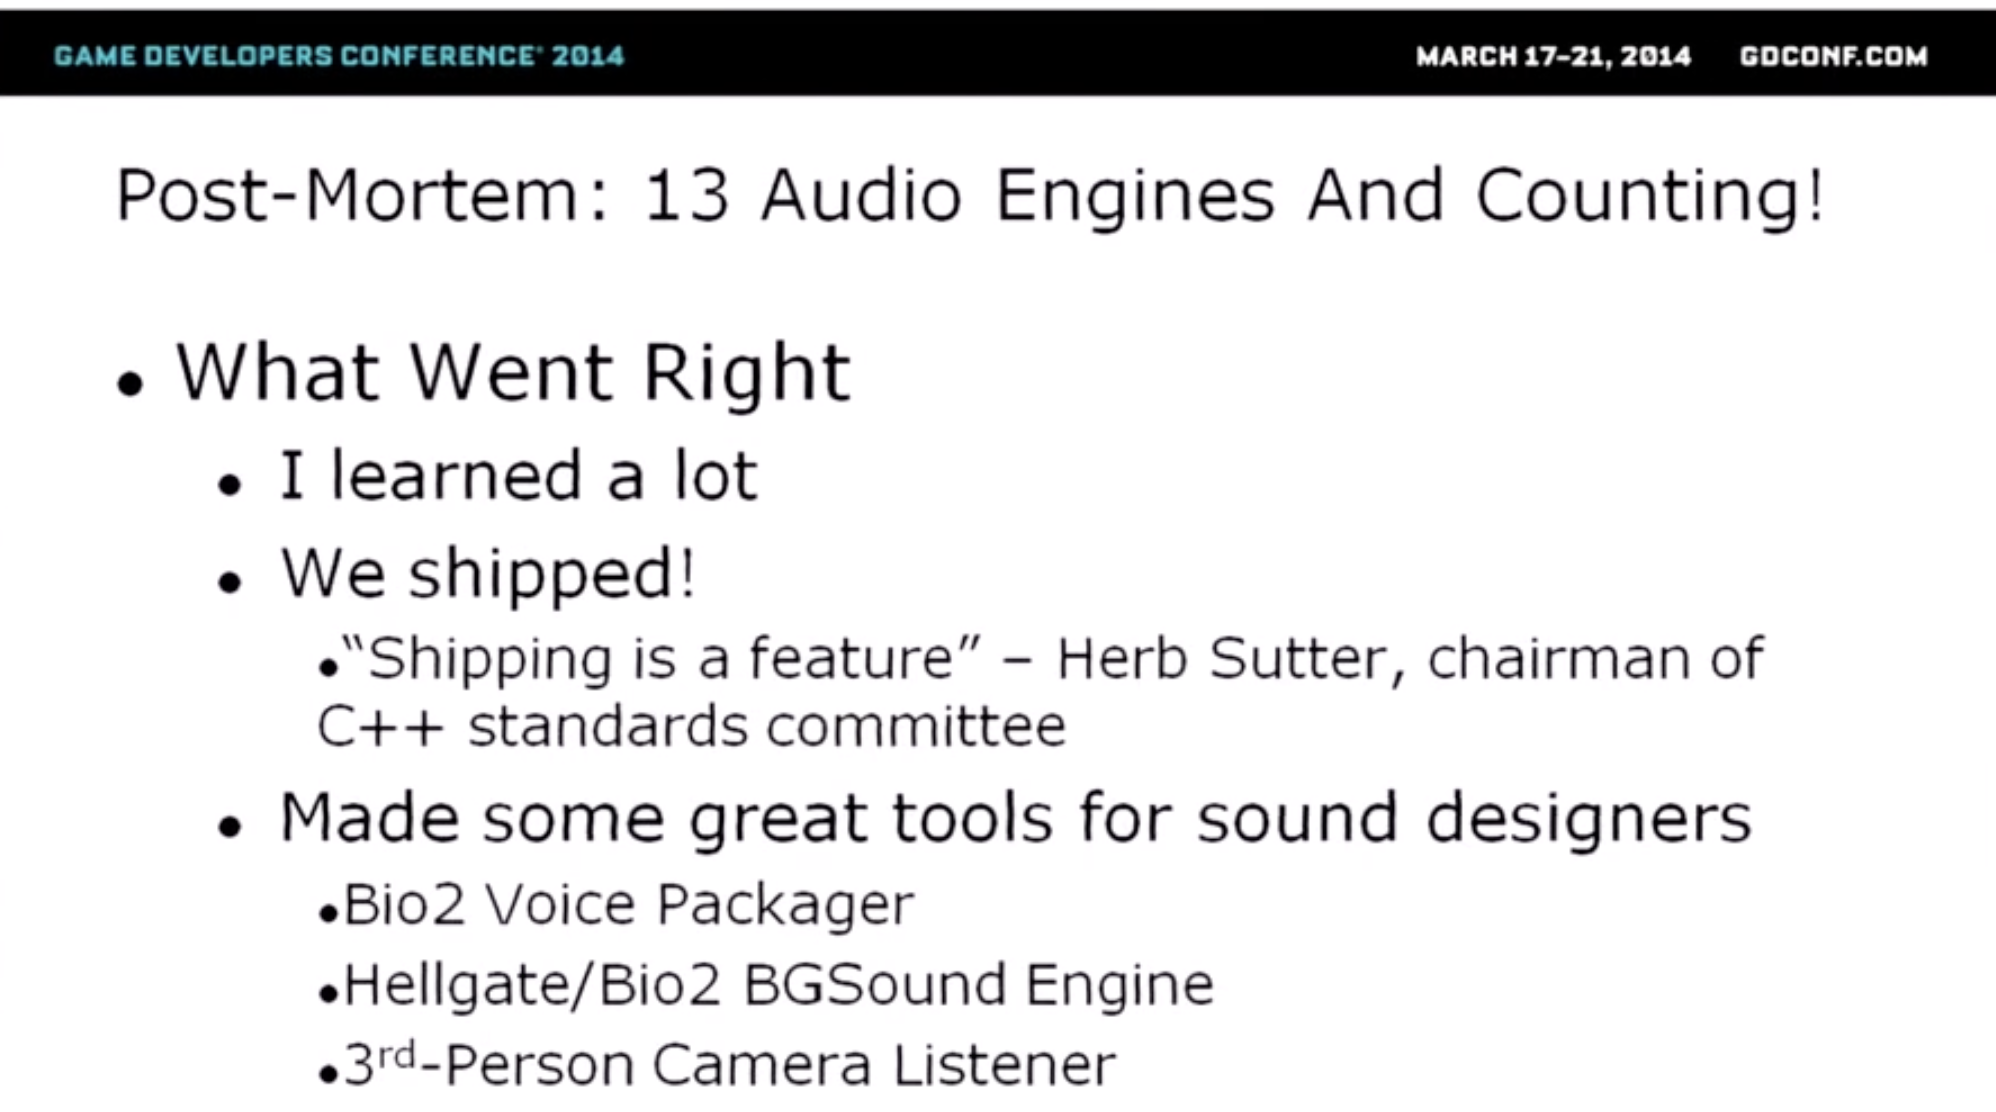 GAME DEVELOPERS CONFERENCE® 2014
MARCH 17–21, 2014 GDCONF.COM
Post-Mortem: 13 Audio Engines And Counting!
• What Went Right
• I learned a lot
• We shipped!
•“Shipping is a feature” – Herb Sutter, chairman of
C++ standards committee
• Made some great tools for sound designers
•Bio2 Voice Packager
•Hellgate/Bio2 BGSound Engine
•3rd-Person Camera Listener